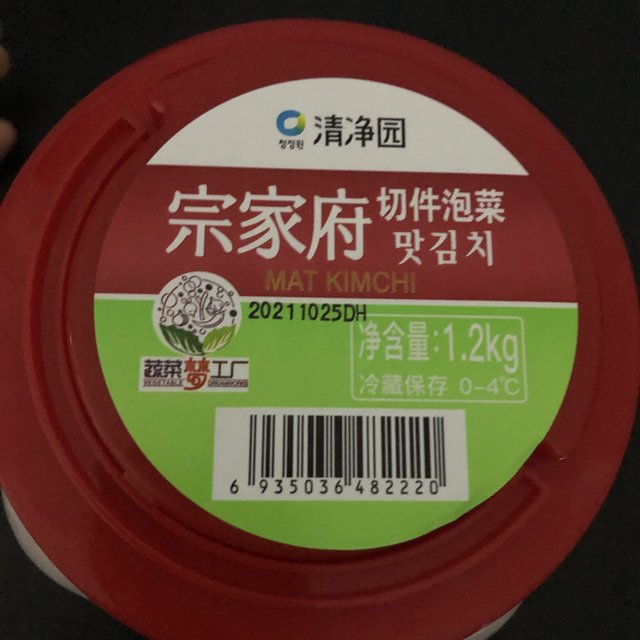 清净园
청정원
宗家府 切件泡菜
맛김치
MAT KIMCHI
20211025DH
净含量:1.2kg
冷藏保存 0-4℃
蔬菜梦工厂
VEGETABLE DREAMWORKS
6 935036 482220